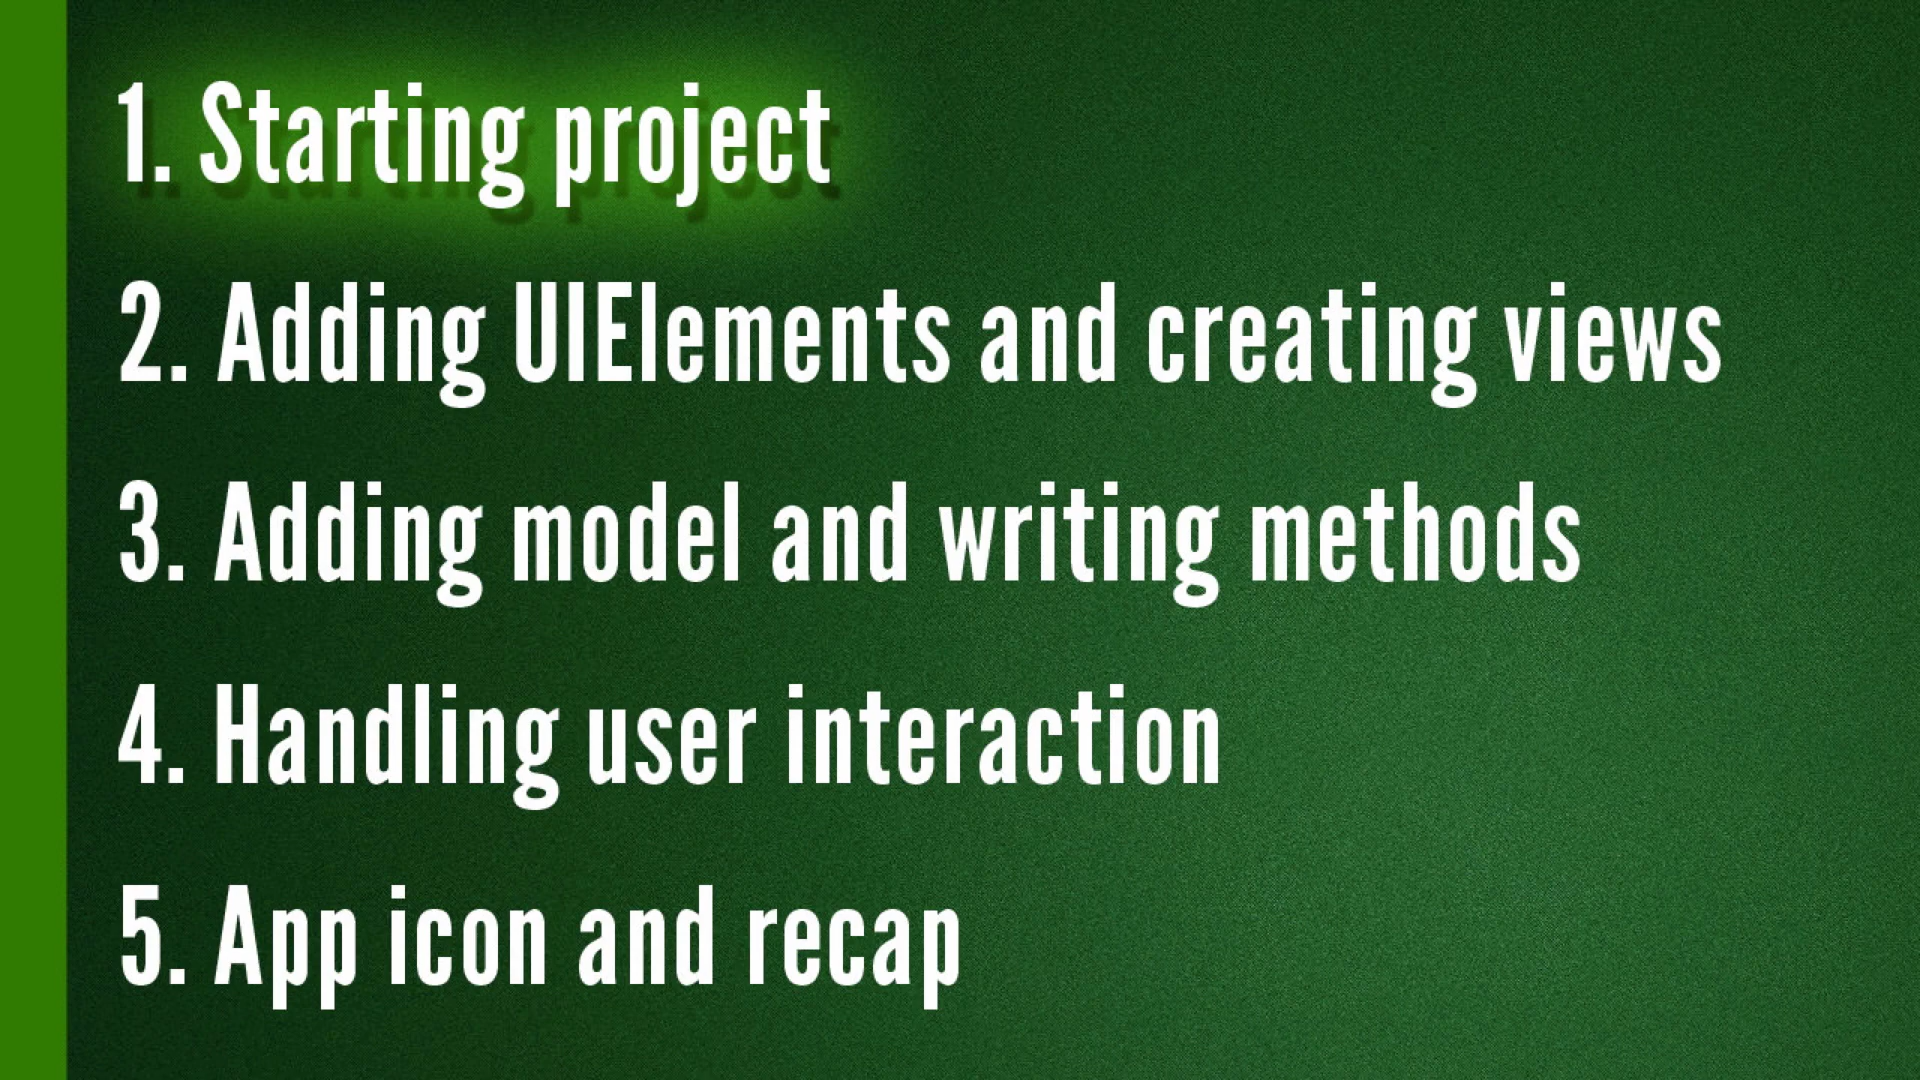 1. Starting project
2. Adding UIElements and creating views
3. Adding model and writing methods
4. Handling user interaction
5. App icon and recap